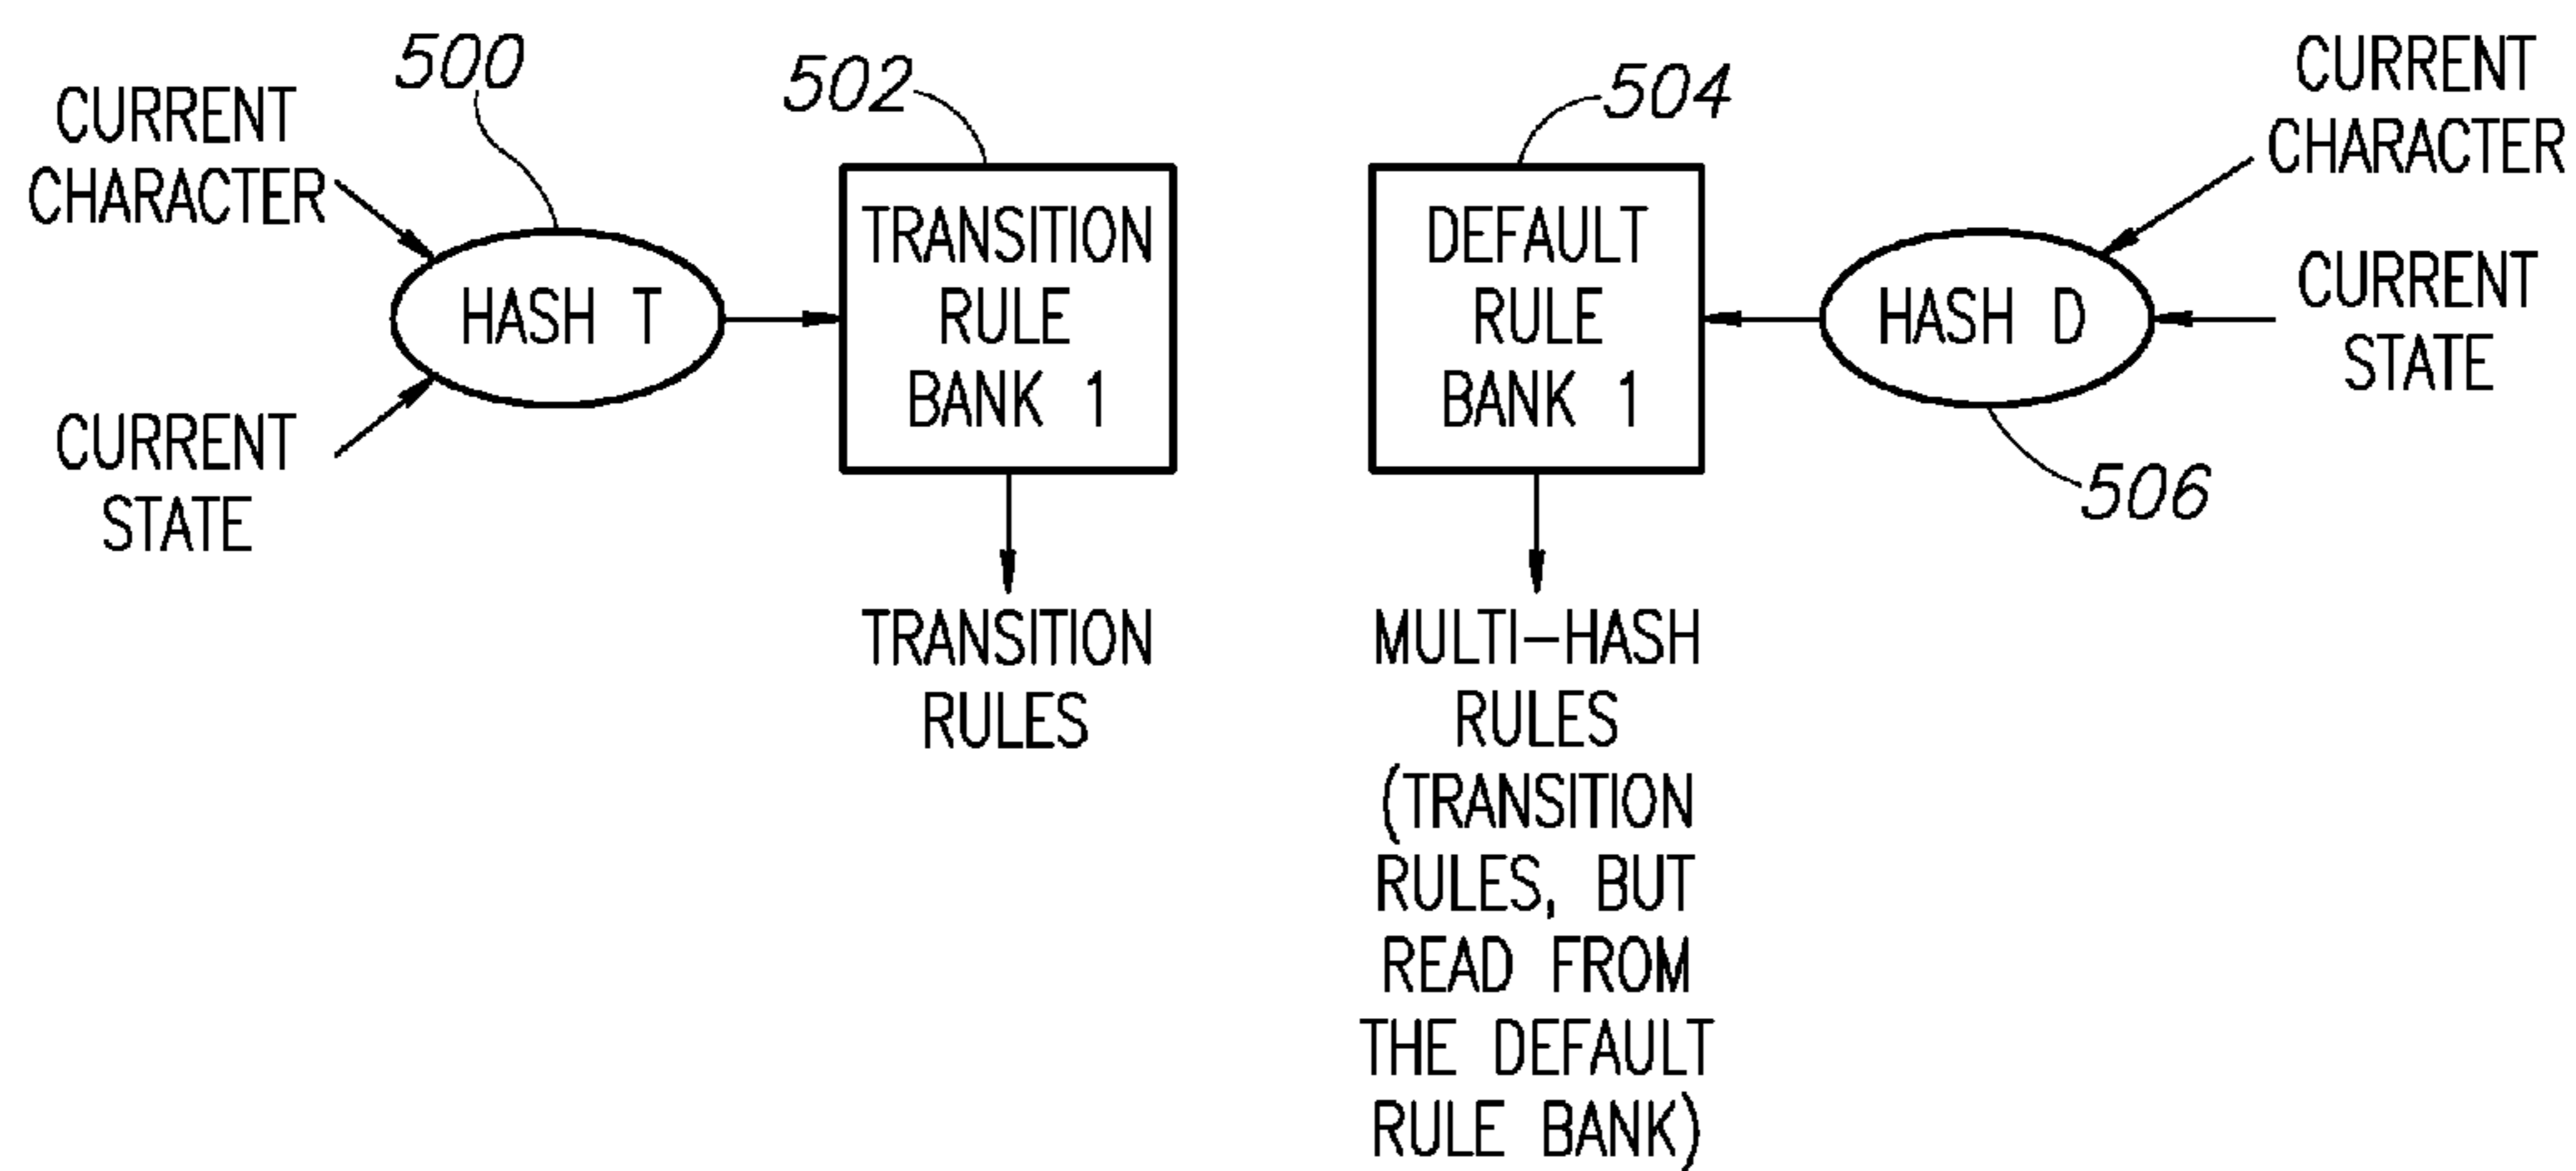 500
502
504
CURRENT
CHARACTER
CURRENT
CHARACTER
HASH T
TRANSITION
RULE
BANK 1
DEFAULT
RULE
BANK 1
HASH D
CURRENT
STATE
CURRENT
STATE
506
TRANSITION
RULES
MULTI-HASH
RULES
(TRANSITION
RULES, BUT
READ FROM
THE DEFAULT
RULE BANK)